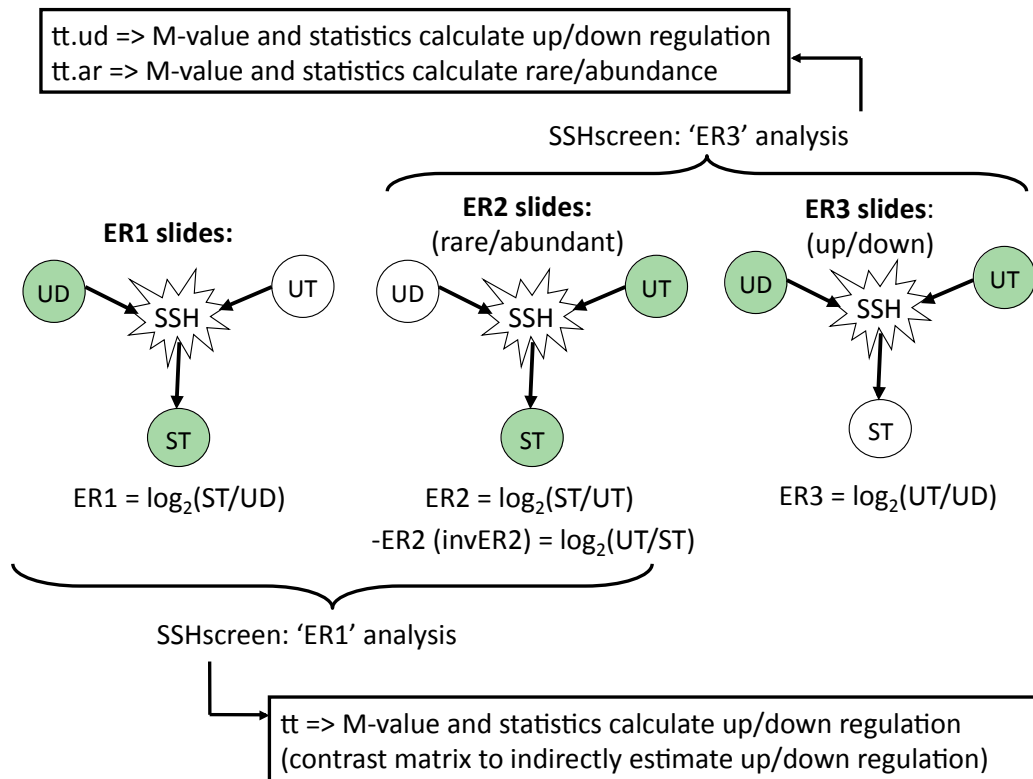 tt.ud => M-value and statistics calculate up/down regulation
tt.ar => M-value and statistics calculate rare/abundance
SSHscreen: ‘ER3’ analysis
ER1 slides:
ER2 slides:
(rare/abundant)
ER3 slides:
(up/down)
UD
UT
SSH
ST
UD
UT
SSH
ST
UD
UT
SSH
ST
ER1 = log₂(ST/UD)
ER2 = log₂(ST/UT)
-ER2 (invER2) = log₂(UT/ST)
ER3 = log₂(UT/UD)
SSHscreen: ‘ER1’ analysis
tt => M-value and statistics calculate up/down regulation
(contrast matrix to indirectly estimate up/down regulation)